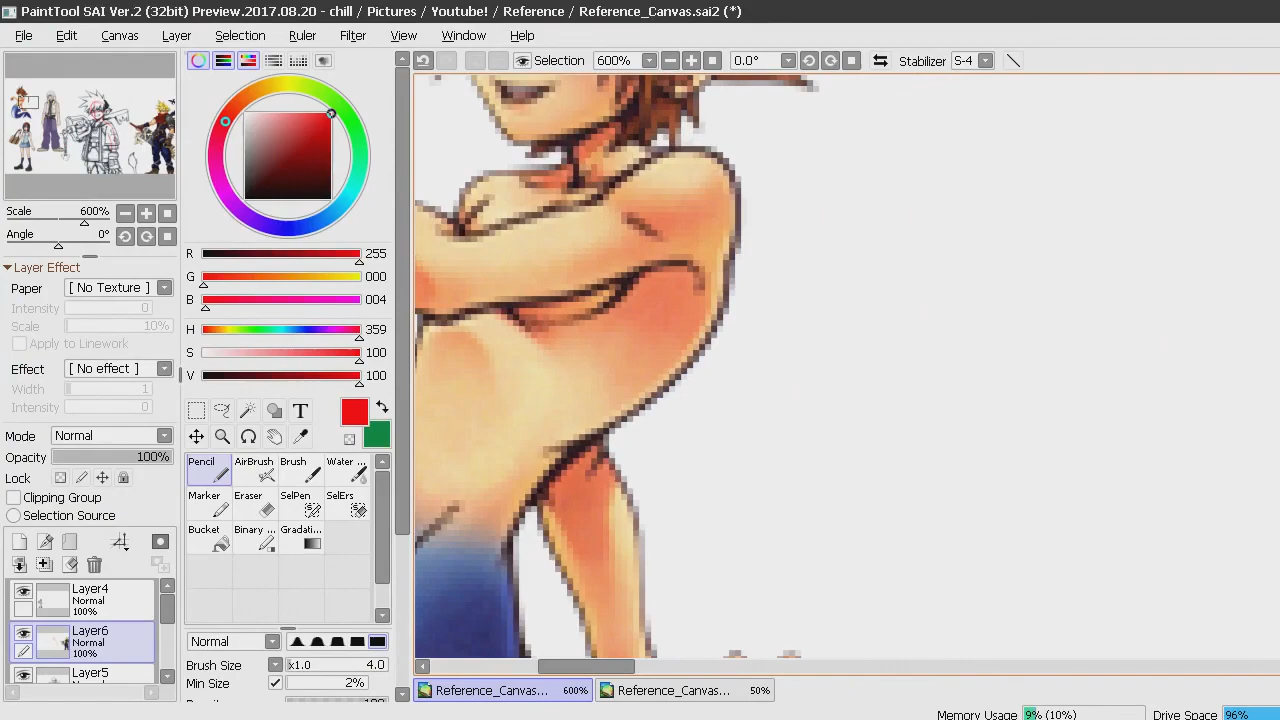 PaintTool SAI Ver.2 (32bit) Preview.2017.08.20 - chill / Pictures / Youtube! / Reference / Reference_Canvas.sai2 (*)
File Edit Canvas Layer Selection Ruler Filter View Window Help
Selection 600% 0.0° Stabilizer S-4
Scale 600%
Angle 0°
Layer Effect
Paper [ No Texture ]
Intensity 0
Scale 10%
Apply to Linework
Effect [ No effect ]
Width 1
Intensity 0
Mode Normal
Opacity 100%
Lock
Clipping Group
Selection Source
Layer4
Normal
100%
Layer6
Normal
100%
Layer5
R 255
G 000
B 004
H 359
S 100
V 100
T
Pencil AirBrush Brush Water ...
Marker Eraser SelPen SelErs
Bucket Binary ... Gradati...
Normal
Brush Size x1.0 4.0
Min Size 2%
Reference_Canvas... 600% Reference_Canvas... 50%
Memory Usage 9% (10%) Drive Space 96%